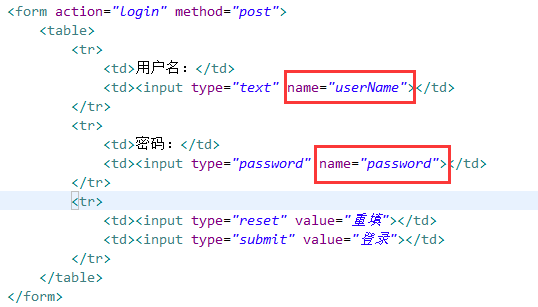 <form action="login" method="post">
<table>
<tr>
<td>用户名：</td>
<td><input type="text" name="userName"></td>
</tr>
<tr>
<td>密码：</td>
<td><input type="password" name="password"></td>
</tr>
<tr>
<td><input type="reset" value="重填"></td>
<td><input type="submit" value="登录"></td>
</tr>
</table>
</form>